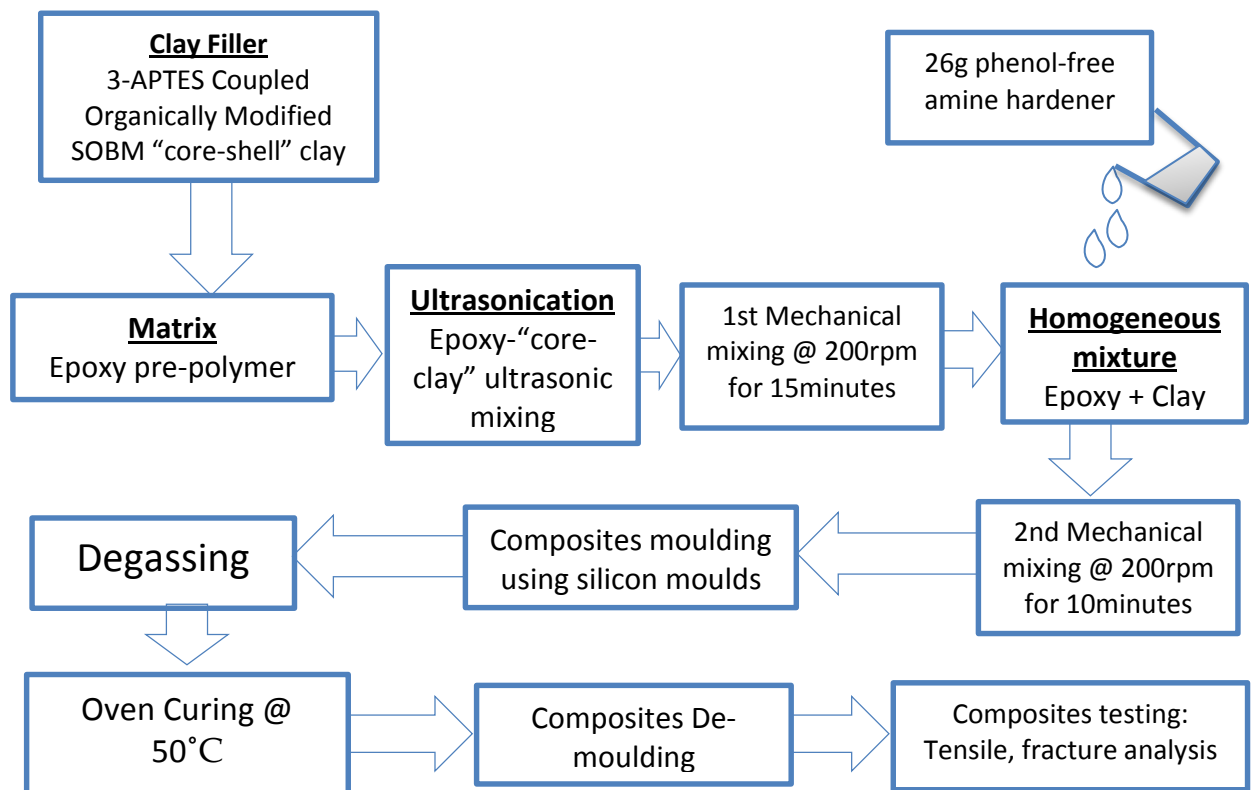 Clay Filler
3-APTES Coupled
Organically Modified
SOBM “core-shell” clay
26g phenol-free
amine hardener
Matrix
Epoxy pre-polymer
Ultrasonication
Epoxy-“core-
clay” ultrasonic
mixing
1st Mechanical
mixing @ 200rpm
for 15minutes
Homogeneous
mixture
Epoxy + Clay
2nd Mechanical
mixing @ 200rpm
for 10minutes
Composites moulding
using silicon moulds
Degassing
Oven Curing @
50°C
Composites De-
moulding
Composites testing:
Tensile, fracture analysis